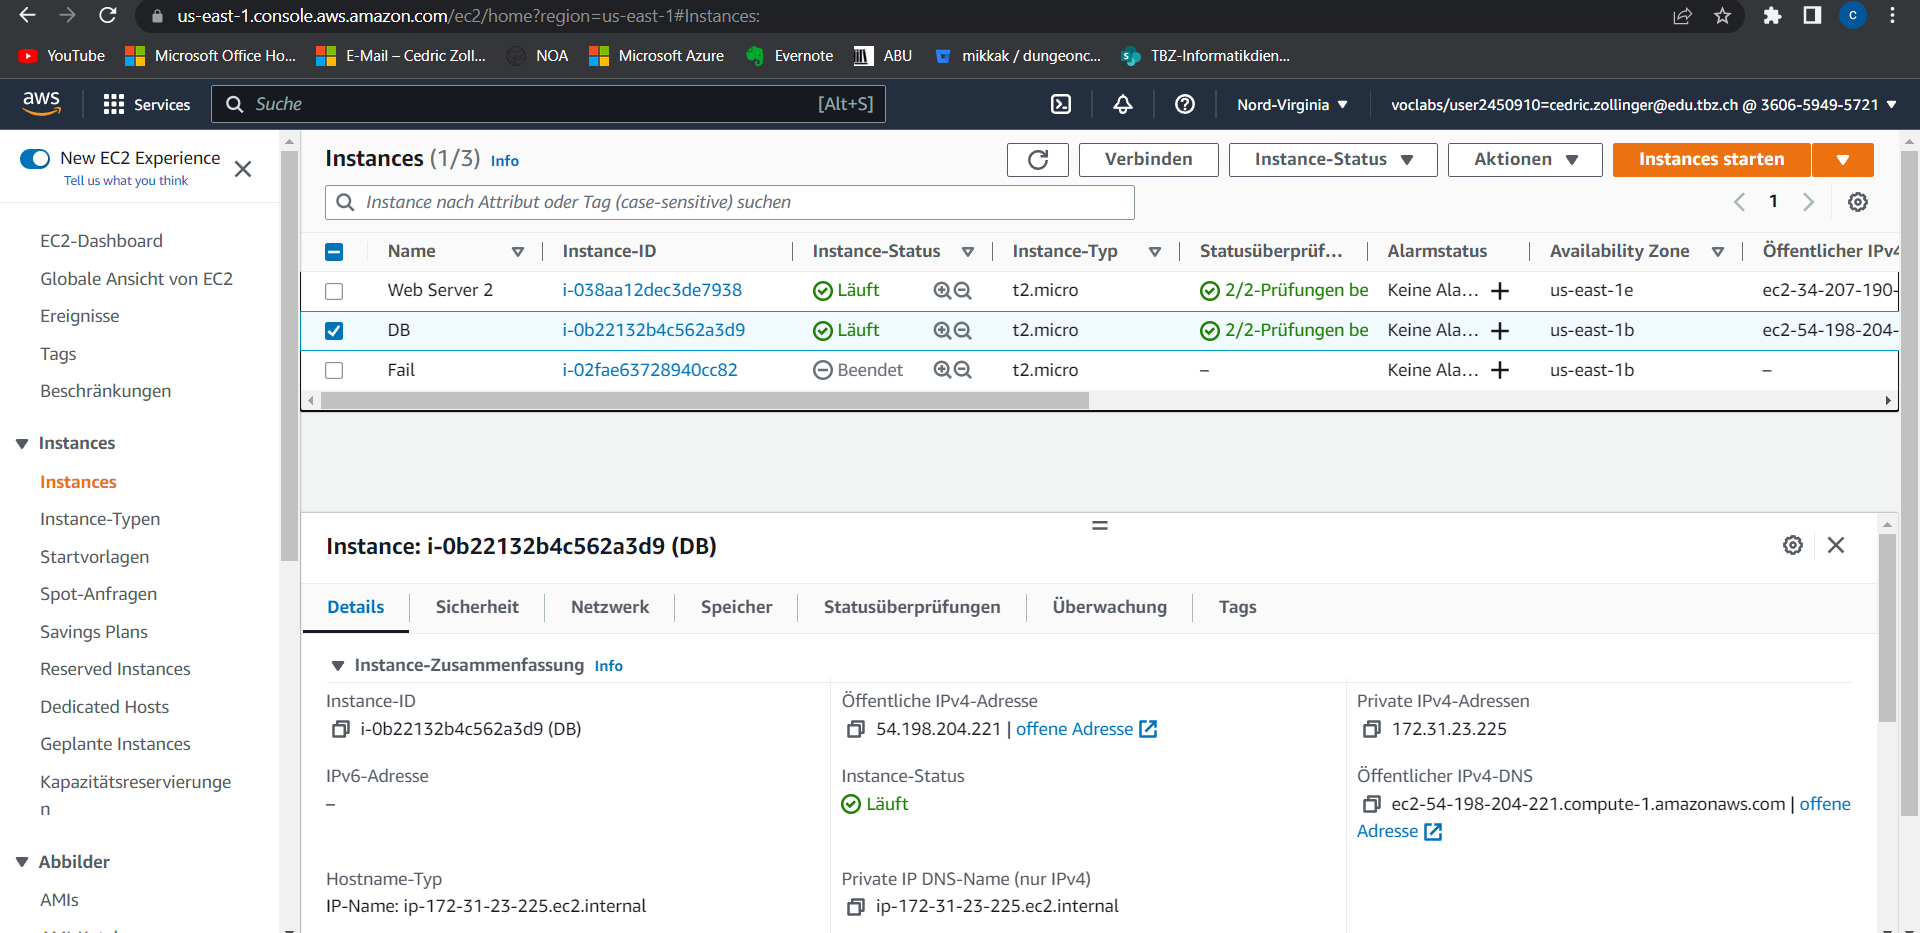 us-east-1.console.aws.amazon.com/ec2/home?region=us-east-1#Instances:
C
YouTube
Microsoft Office Ho...
E-Mail – Cedric Zoll...
NOA
Microsoft Azure
Evernote
ABU
mikkak / dungeonc...
TBZ-Informatikdien...
aws
Services
Suche
[Alt+S]
Nord-Virginia
voclabs/user2450910=cedric.zollinger@edu.tbz.ch @ 3606-5949-5721
New EC2 Experience
Tell us what you think
EC2-Dashboard
Globale Ansicht von EC2
Ereignisse
Tags
Beschränkungen
Instances
Instances
Instance-Typen
Startvorlagen
Spot-Anfragen
Savings Plans
Reserved Instances
Dedicated Hosts
Geplante Instances
Kapazitätsreservierunge
n
Abbilder
AMIs
Instances (1/3) Info
Verbinden
Instance-Status
Aktionen
Instances starten
Instance nach Attribut oder Tag (case-sensitive) suchen
1
Name Instance-ID Instance-Status Instance-Typ Statusüberprüf... Alarmstatus Availability Zone Öffentlicher IPv4
Web Server 2 i-038aa12dec3de7938 Läuft t2.micro 2/2-Prüfungen be Keine Ala... us-east-1e ec2-34-207-190-
DB i-0b22132b4c562a3d9 Läuft t2.micro 2/2-Prüfungen be Keine Ala... us-east-1b ec2-54-198-204-
Fail i-02fae63728940cc82 Beendet t2.micro – Keine Ala... us-east-1b –
Instance: i-0b22132b4c562a3d9 (DB)
Details
Sicherheit
Netzwerk
Speicher
Statusüberprüfungen
Überwachung
Tags
Instance-Zusammenfassung Info
Instance-ID
i-0b22132b4c562a3d9 (DB)
Öffentliche IPv4-Adresse
54.198.204.221 | offene Adresse
Private IPv4-Adressen
172.31.23.225
IPv6-Adresse
–
Instance-Status
Läuft
Öffentlicher IPv4-DNS
ec2-54-198-204-221.compute-1.amazonaws.com | offene
Adresse
Hostname-Typ
IP-Name: ip-172-31-23-225.ec2.internal
Private IP DNS-Name (nur IPv4)
ip-172-31-23-225.ec2.internal